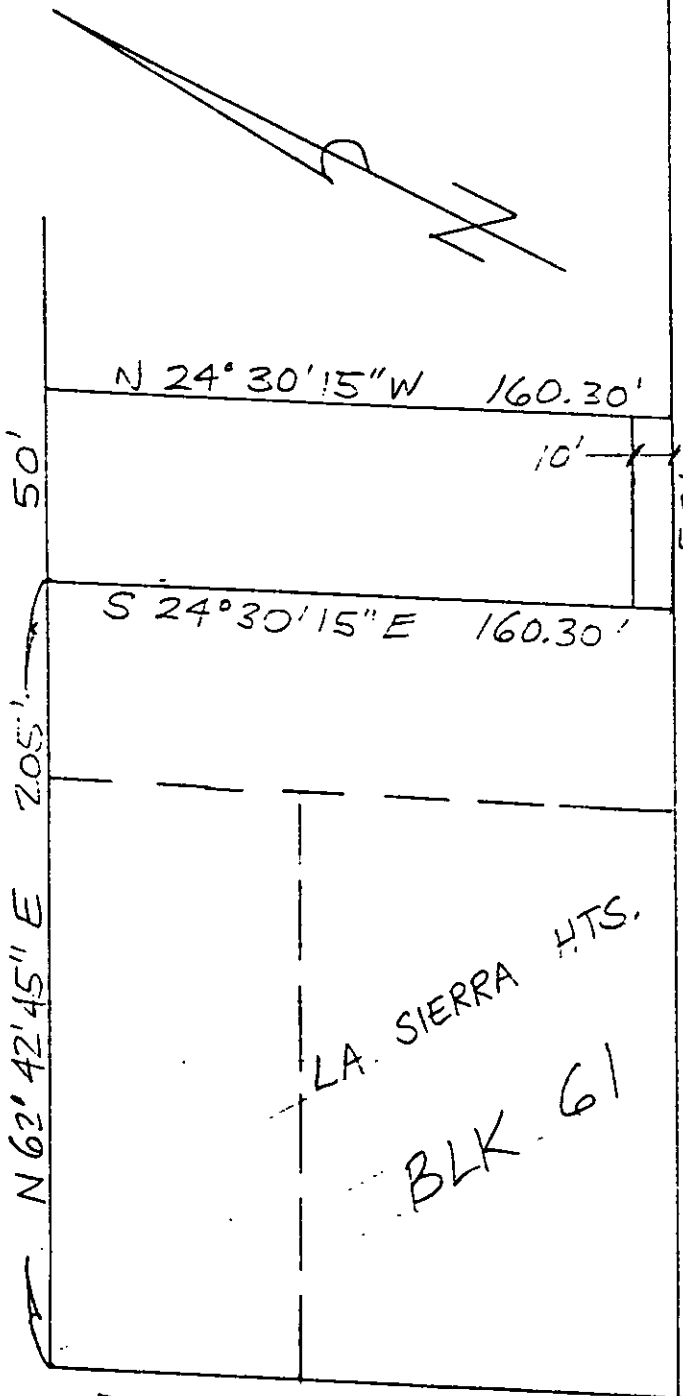 N
N 24° 30' 15" W 160.30'
50'
10'
S 24° 30' 15" E 160.30'
N 62° 42' 45" E 205'
LA SIERRA HTS.
BLK. 61